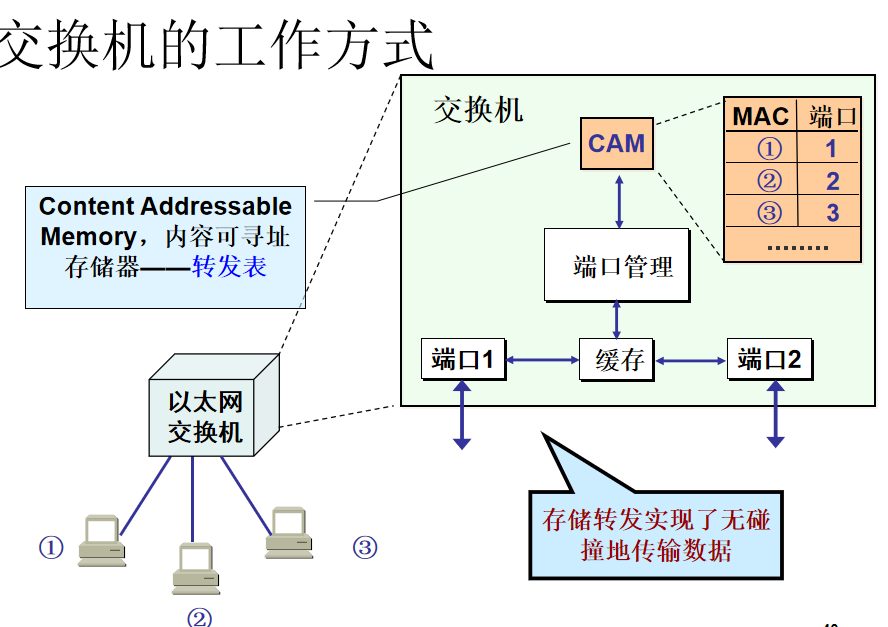 交换机的工作方式
交换机
CAM
MAC 端口
① 1
② 2
③ 3
········
Content Addressable
Memory，内容可寻址
存储器——转发表
端口管理
端口1
缓存
端口2
以太网
交换机
存储转发实现了无碰
撞地传输数据
①
②
③